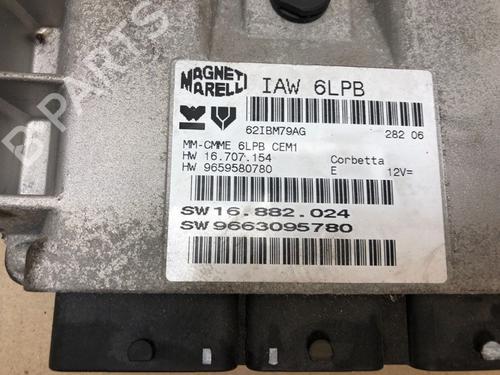 B PARTS
MAGNETI MARELLI
IAW 6LPB
62IBM79AG 282 06
MM-CMME 6LPB CEM1
HW 16.707.154 Corbetta
HW 9659580780 E 12V=
SW 16.882.024
SW 9663095780